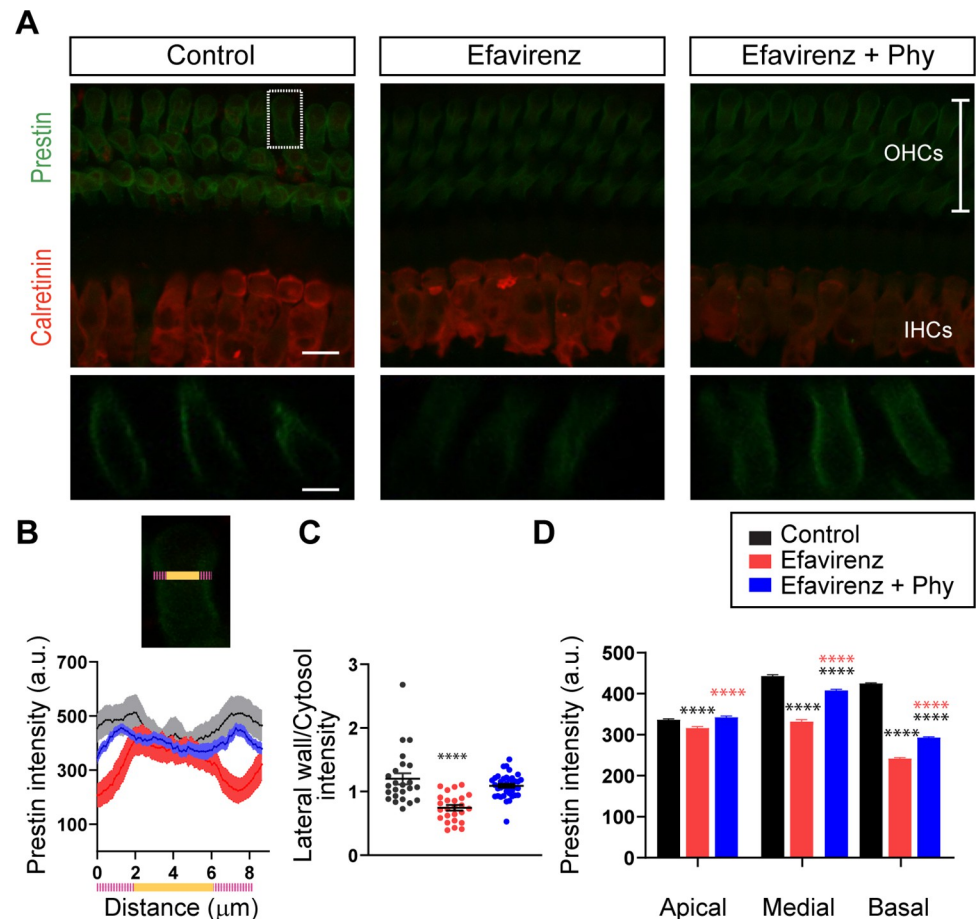 A
Control
Efavirenz
Efavirenz + Phy
Prestin
Calretinin
OHCs
IHCs
B
C
D
Control
Efavirenz
Efavirenz + Phy
Prestin intensity (a.u.)
700
500
300
100
0 2 4 6 8
Distance (μm)
Lateral wall/Cytosol
intensity
3
2
1
0
****
Prestin intensity (a.u.)
500
400
300
200
100
0
**** ****
**** **** ****
**** **** ****
Apical Medial Basal